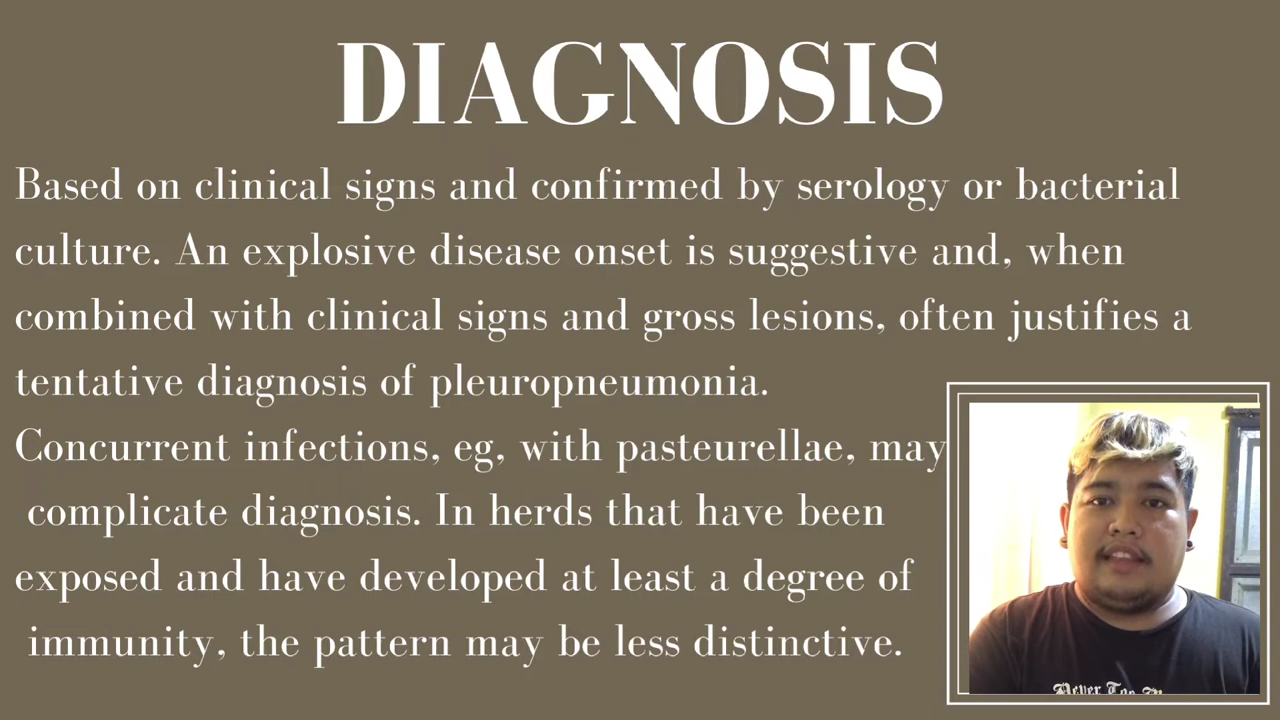 DIAGNOSIS
Based on clinical signs and confirmed by serology or bacterial
culture. An explosive disease onset is suggestive and, when
combined with clinical signs and gross lesions, often justifies a
tentative diagnosis of pleuropneumonia.
Concurrent infections, eg, with pasteurellae, may
complicate diagnosis. In herds that have been
exposed and have developed at least a degree of
immunity, the pattern may be less distinctive.
Never Too